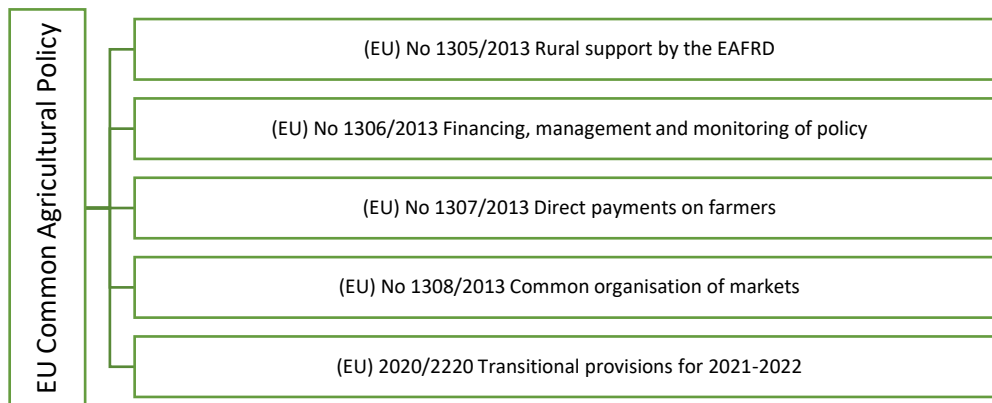 EU Common Agricultural Policy
(EU) No 1305/2013 Rural support by the EAFRD
(EU) No 1306/2013 Financing, management and monitoring of policy
(EU) No 1307/2013 Direct payments on farmers
(EU) No 1308/2013 Common organisation of markets
(EU) 2020/2220 Transitional provisions for 2021-2022